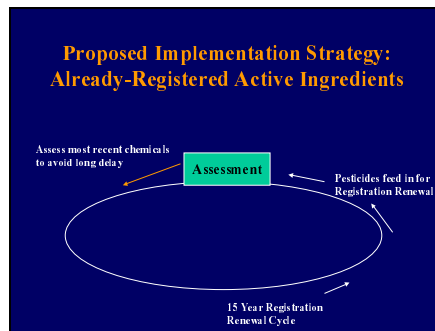 Proposed Implementation Strategy:
Already-Registered Active Ingredients
Assess most recent chemicals
to avoid long delay
Assessment
Pesticides feed in for
Registration Renewal
15 Year Registration
Renewal Cycle